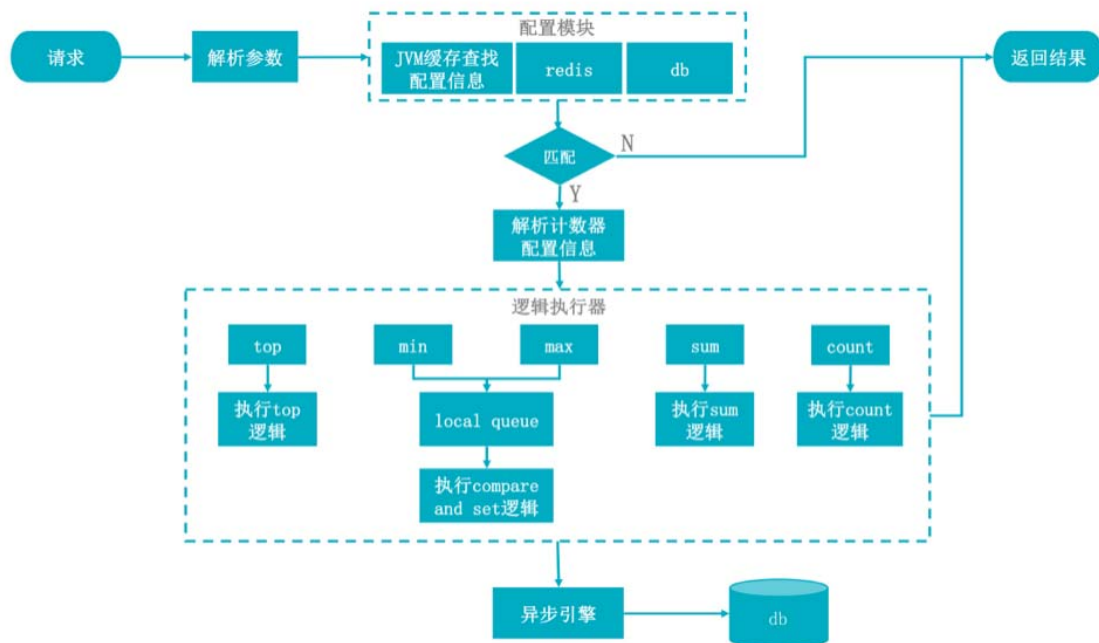 配置模块
请求
解析参数
JVM缓存查找
配置信息
redis
db
返回结果
匹配
N
Y
解析计数器
配置信息
逻辑执行器
top
min
max
sum
count
执行top
逻辑
local queue
执行sum
逻辑
执行count
逻辑
执行compare
and set逻辑
异步引擎
db